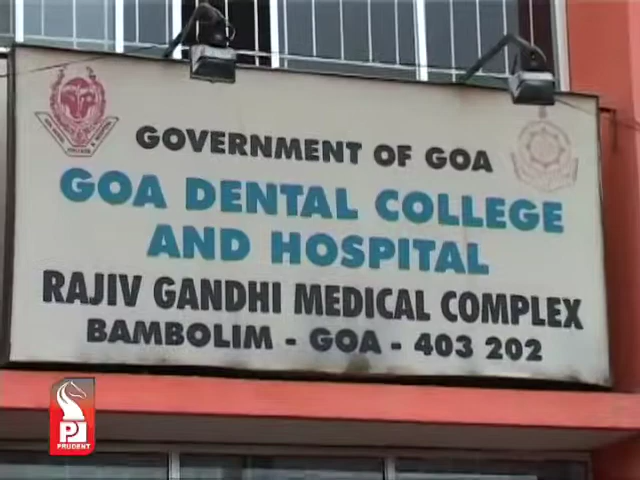 GOVERNMENT OF GOA
GOA DENTAL COLLEGE
AND HOSPITAL
RAJIV GANDHI MEDICAL COMPLEX
BAMBOLIM - GOA - 403 202
PRUDENT